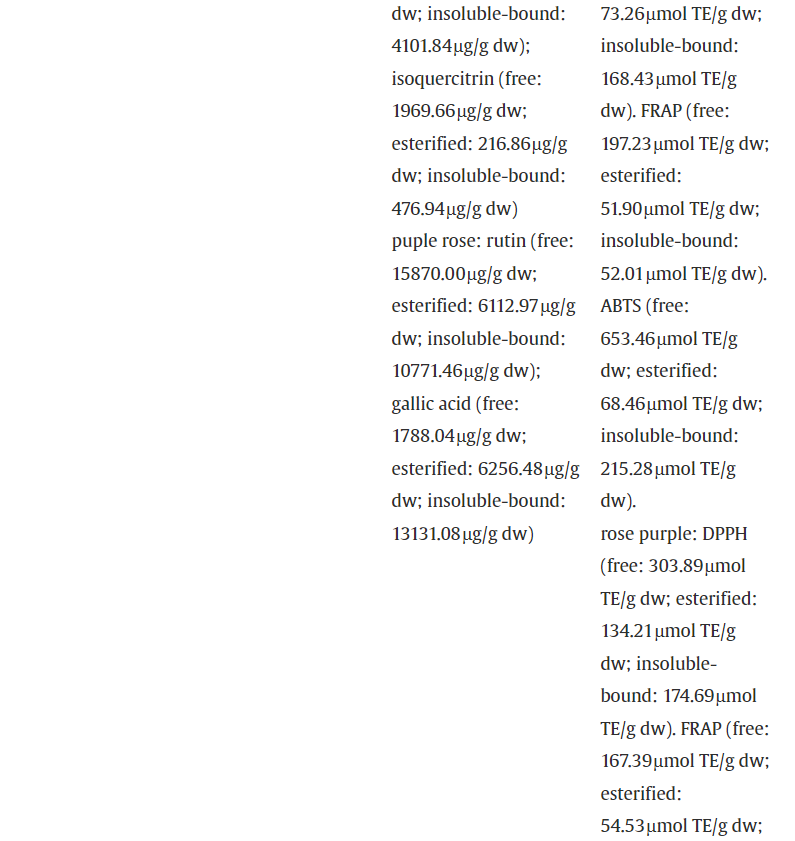 dw; insoluble-bound:
4101.84μg/g dw);
isoquercitrin (free:
1969.66μg/g dw;
esterified: 216.86μg/g
dw; insoluble-bound:
476.94μg/g dw)
puple rose: rutin (free:
15870.00μg/g dw;
esterified: 6112.97μg/g
dw; insoluble-bound:
10771.46μg/g dw);
gallic acid (free:
1788.04μg/g dw;
esterified: 6256.48μg/g
dw; insoluble-bound:
13131.08μg/g dw)
73.26μmol TE/g dw;
insoluble-bound:
168.43μmol TE/g
dw). FRAP (free:
197.23μmol TE/g dw;
esterified:
51.90μmol TE/g dw;
insoluble-bound:
52.01μmol TE/g dw).
ABTS (free:
653.46μmol TE/g
dw; esterified:
68.46μmol TE/g dw;
insoluble-bound:
215.28μmol TE/g
dw).
rose purple: DPPH
(free: 303.89μmol
TE/g dw; esterified:
134.21μmol TE/g
dw; insoluble-
bound: 174.69μmol
TE/g dw). FRAP (free:
167.39μmol TE/g dw;
esterified:
54.53μmol TE/g dw;